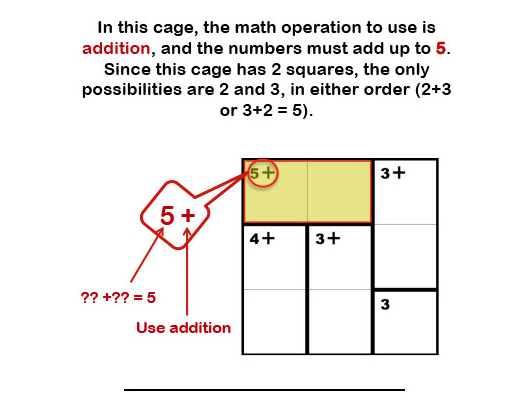 In this cage, the math operation to use is
addition, and the numbers must add up to 5.
Since this cage has 2 squares, the only
possibilities are 2 and 3, in either order (2+3
or 3+2 = 5).
5+
3+
5 +
4+
3+
?? +?? = 5
3
Use addition